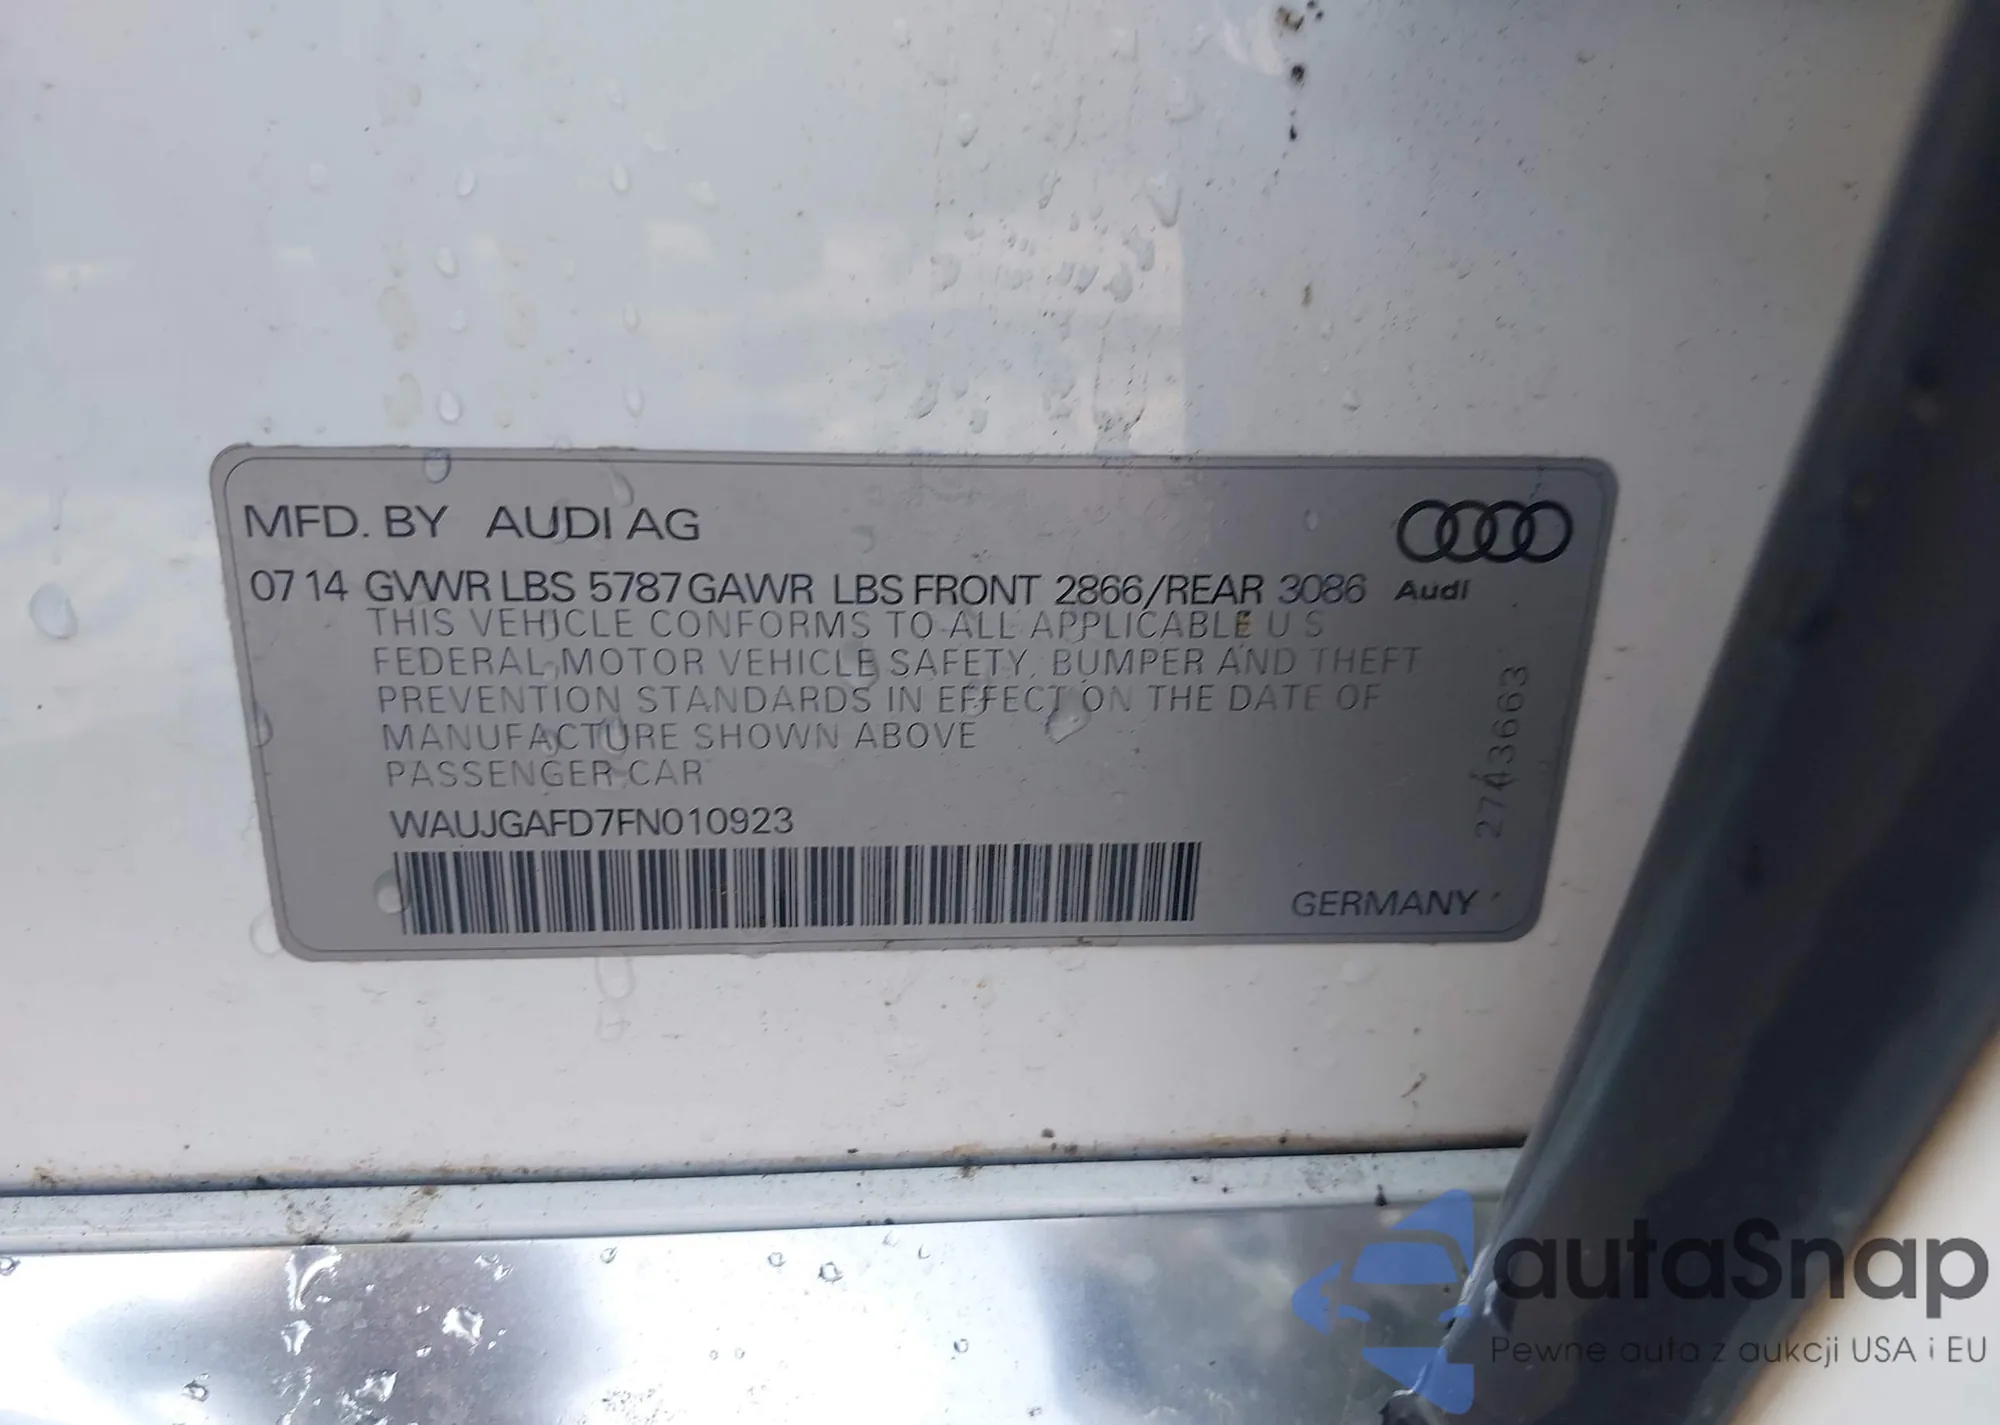 MFD. BY AUDI AG
07 14 GVWR LBS 5787 GAWR LBS FRONT 2866/REAR 3086
Audi
THIS VEHICLE CONFORMS TO ALL APPLICABLE U S
FEDERAL MOTOR VEHICLE SAFETY, BUMPER AND THEFT
PREVENTION STANDARDS IN EFFECT ON THE DATE OF
MANUFACTURE SHOWN ABOVE
PASSENGER CAR
WAUJGAFD7FN010923
2743663
GERMANY
autaSnap
Pewne auta z aukcji USA i EU